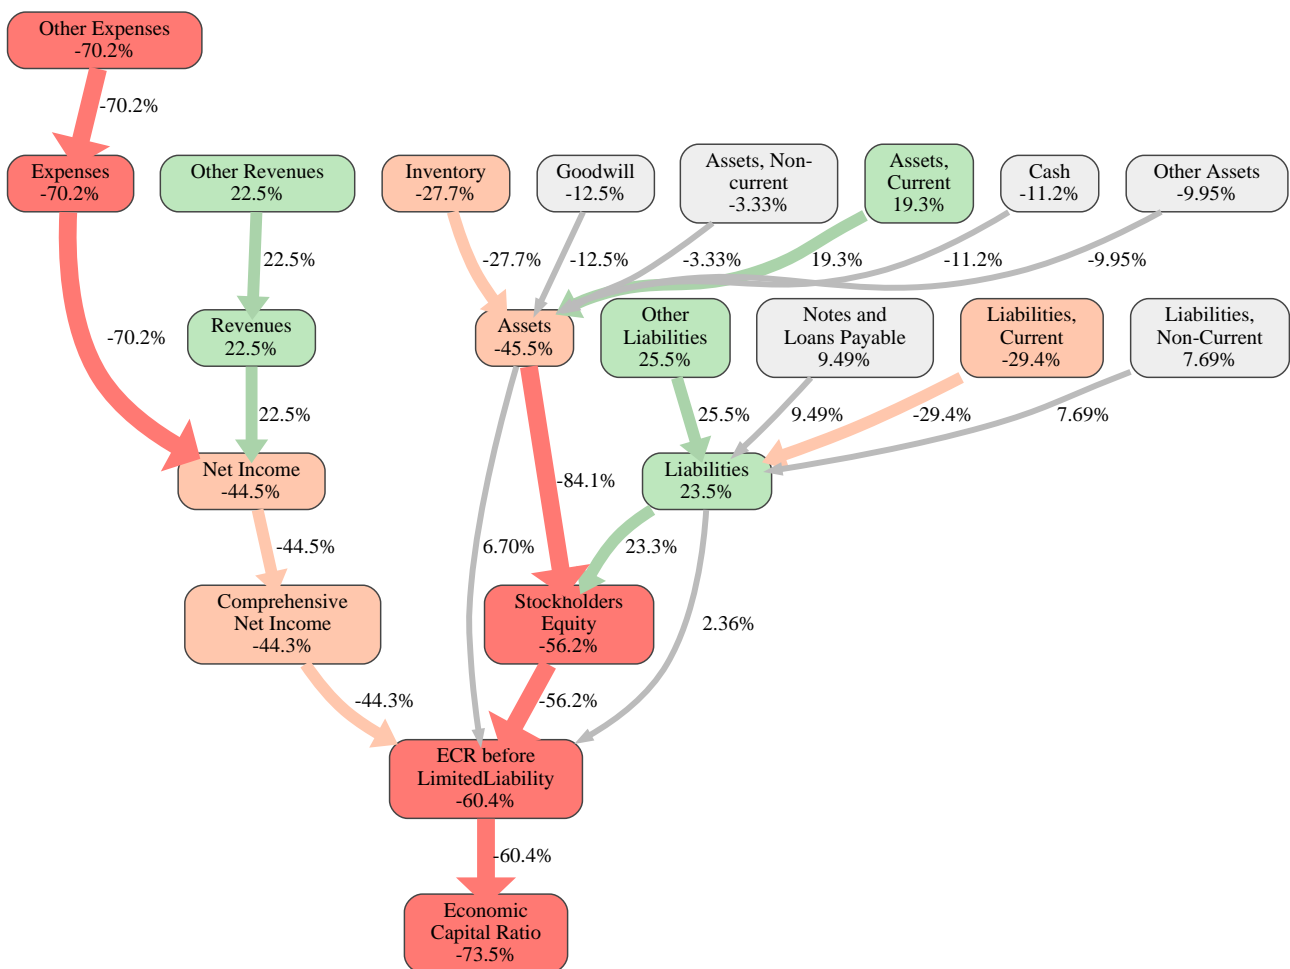 Other Expenses
-70.2%
-70.2%
Expenses
-70.2%
Other Revenues
22.5%
Inventory
-27.7%
Goodwill
-12.5%
Assets, Non-
current
-3.33%
Assets,
Current
19.3%
Cash
-11.2%
Other Assets
-9.95%
22.5%
-27.7%
-12.5%
-3.33%
19.3%
-11.2%
-9.95%
-70.2%
Revenues
22.5%
Assets
-45.5%
Other
Liabilities
25.5%
Notes and
Loans Payable
9.49%
Liabilities,
Current
-29.4%
Liabilities,
Non-Current
7.69%
22.5%
25.5%
9.49%
-29.4%
7.69%
Net Income
-44.5%
-84.1%
Liabilities
23.5%
-44.5%
6.70%
23.3%
Comprehensive
Net Income
-44.3%
Stockholders
Equity
-56.2%
2.36%
-44.3%
-56.2%
ECR before
LimitedLiability
-60.4%
-60.4%
Economic
Capital Ratio
-73.5%